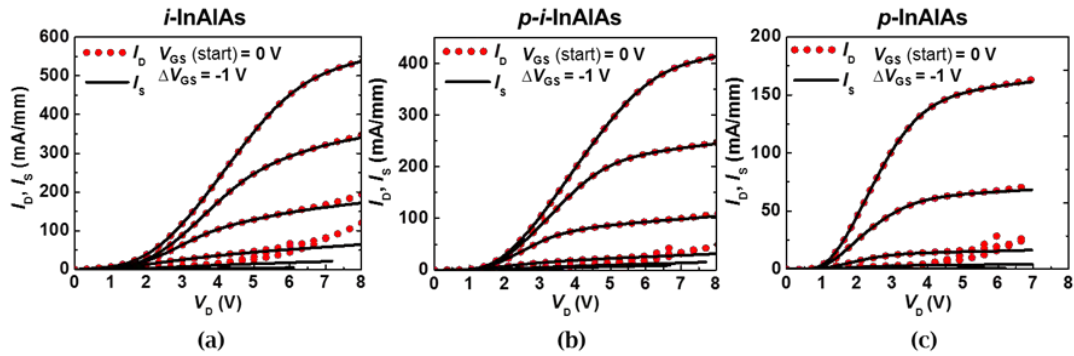 i-InAlAs
600
500
400
300
200
100
0
I_D, I_S (mA/mm)
I_D V_GS (start) = 0 V
I_S ΔV_GS = -1 V
0 1 2 3 4 5 6 7 8
V_D (V)
(a)
p-i-InAlAs
400
300
200
100
0
I_D, I_S (mA/mm)
I_D V_GS (start) = 0 V
I_S ΔV_GS = -1 V
0 1 2 3 4 5 6 7 8
V_D (V)
(b)
p-InAlAs
200
150
100
50
0
I_D, I_S (mA/mm)
I_D V_GS (start) = 0 V
I_S ΔV_GS = -1 V
0 1 2 3 4 5 6 7 8
V_D (V)
(c)